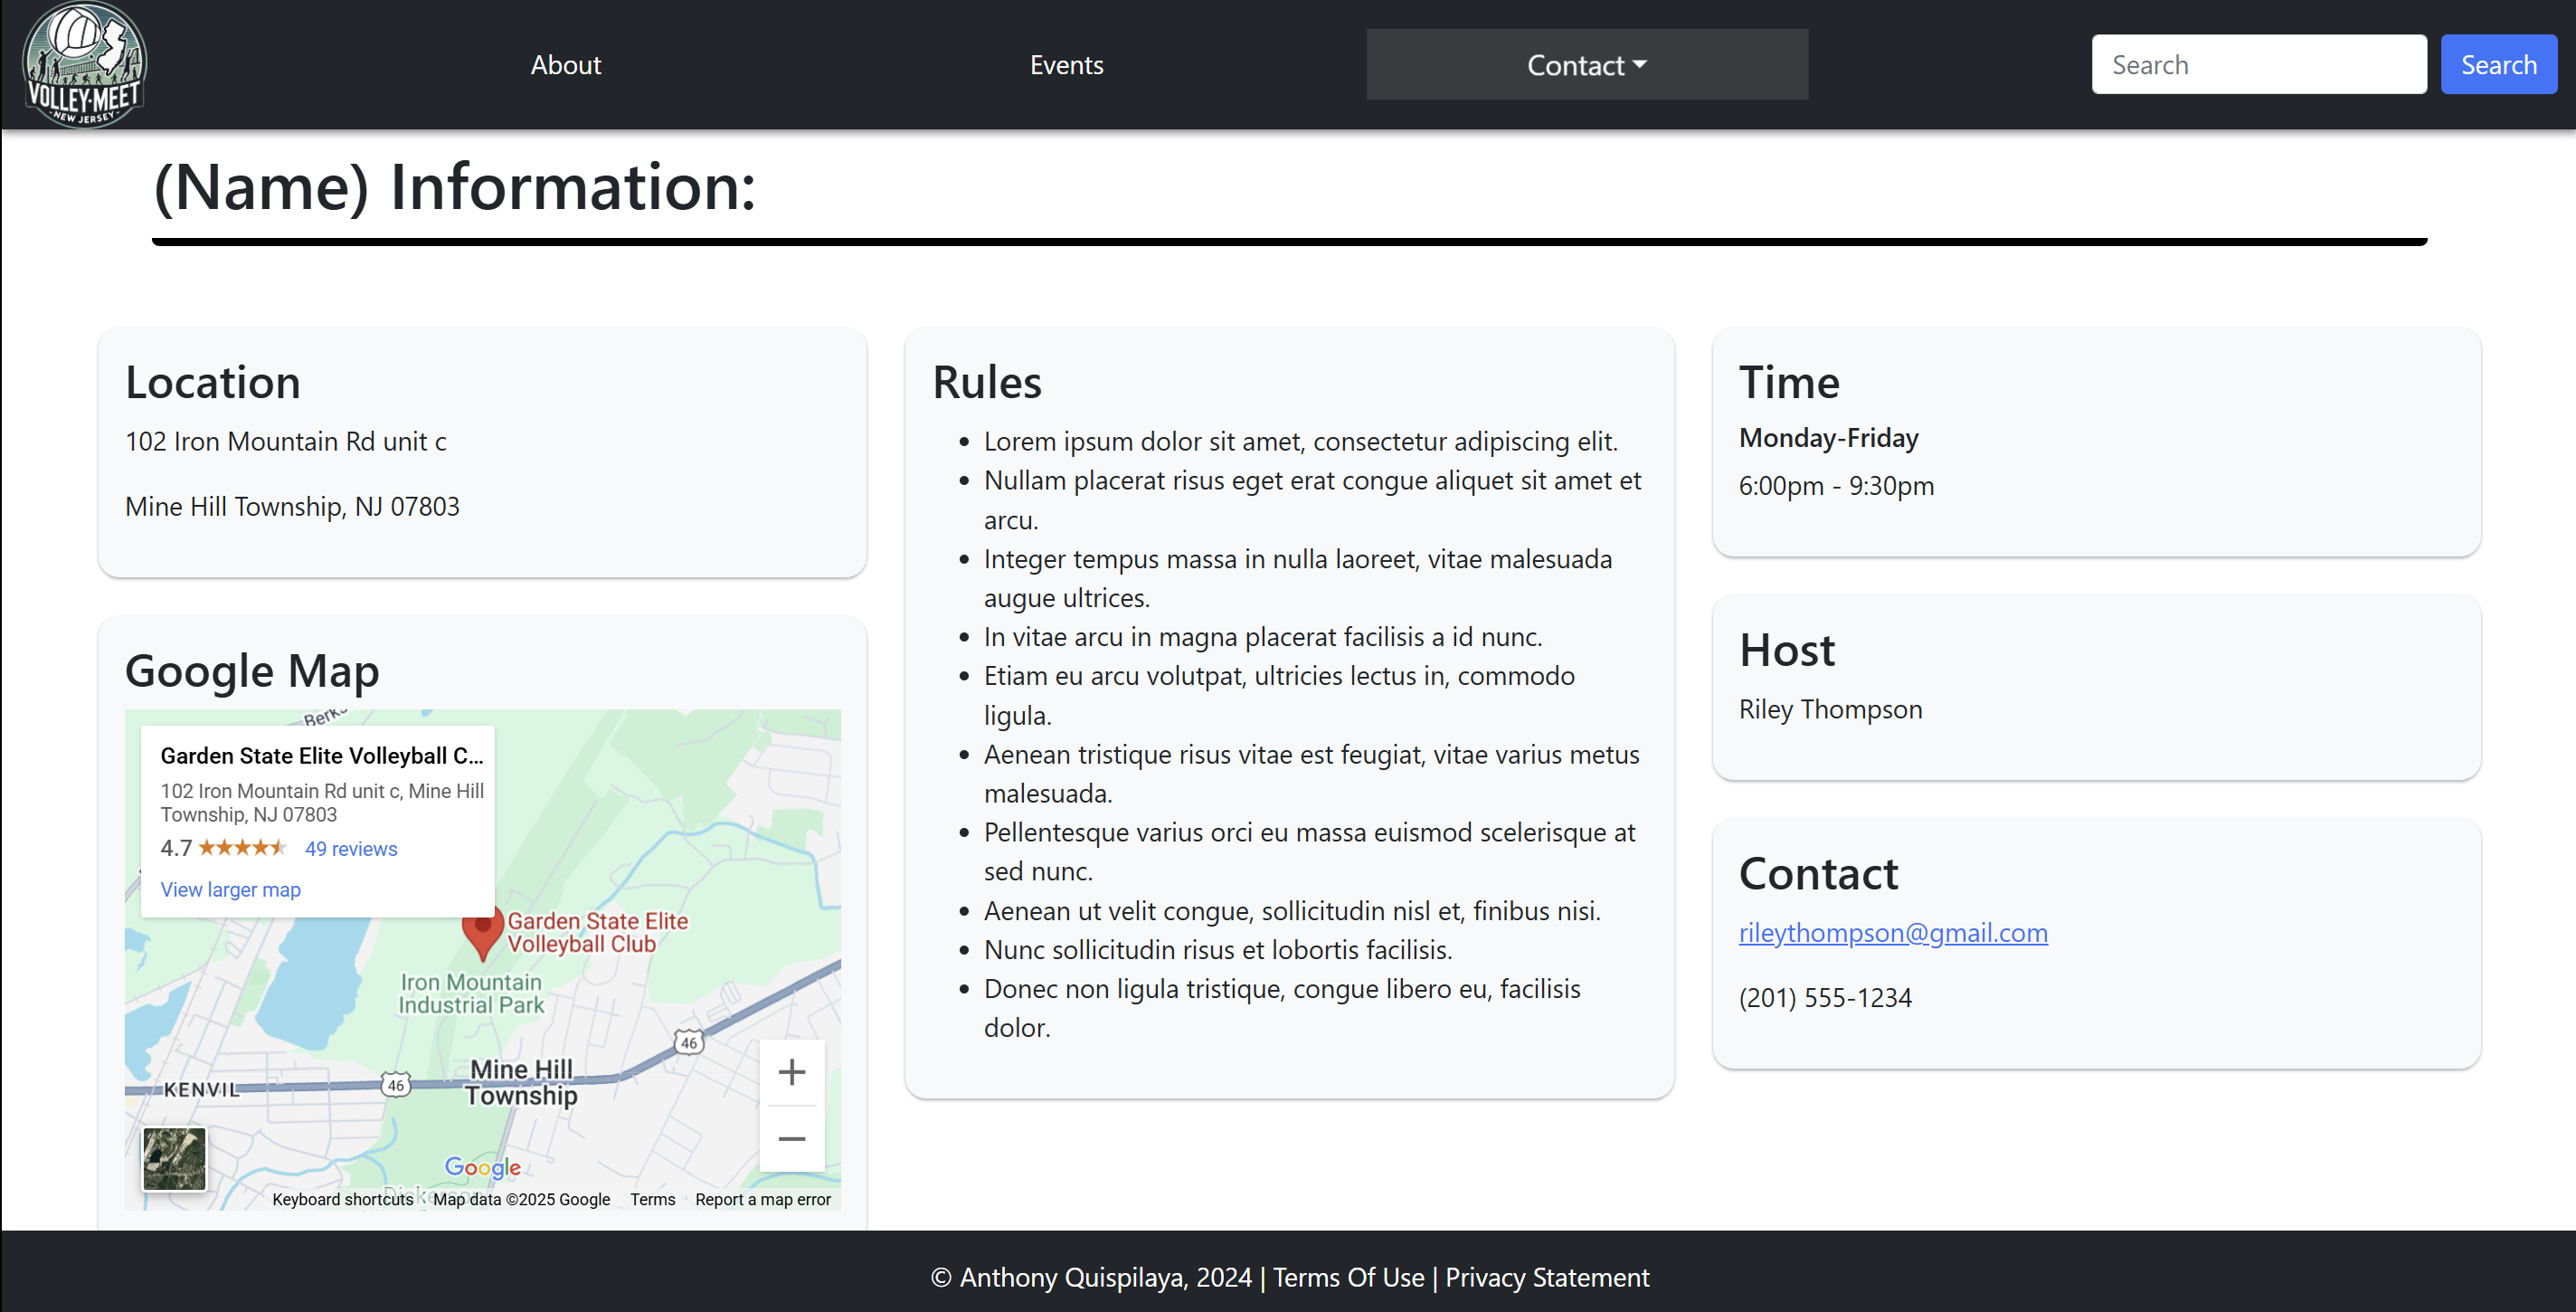 VOLLEY-MEET
-NEW JERSEY-
About
Events
Contact
Search
Search
(Name) Information:
Location
102 Iron Mountain Rd unit c
Mine Hill Township, NJ 07803
Google Map
Berks
Garden State Elite Volleyball C...
102 Iron Mountain Rd unit c, Mine Hill
Township, NJ 07803
4.7
49 reviews
View larger map
Garden State Elite
Volleyball Club
Iron Mountain
Industrial Park
46
Mine Hill
Township
46
KENVIL
Google
Keyboard shortcuts
Map data ©2025 Google
Terms
Report a map error
Rules
• Lorem ipsum dolor sit amet, consectetur adipiscing elit.
• Nullam placerat risus eget erat congue aliquet sit amet et
arcu.
• Integer tempus massa in nulla laoreet, vitae malesuada
augue ultrices.
• In vitae arcu in magna placerat facilisis a id nunc.
• Etiam eu arcu volutpat, ultricies lectus in, commodo
ligula.
• Aenean tristique risus vitae est feugiat, vitae varius metus
malesuada.
• Pellentesque varius orci eu massa euismod scelerisque at
sed nunc.
• Aenean ut velit congue, sollicitudin nisl et, finibus nisi.
• Nunc sollicitudin risus et lobortis facilisis.
• Donec non ligula tristique, congue libero eu, facilisis
dolor.
Time
Monday-Friday
6:00pm - 9:30pm
Host
Riley Thompson
Contact
rileythompson@gmail.com
(201) 555-1234
© Anthony Quispilaya, 2024 | Terms Of Use | Privacy Statement